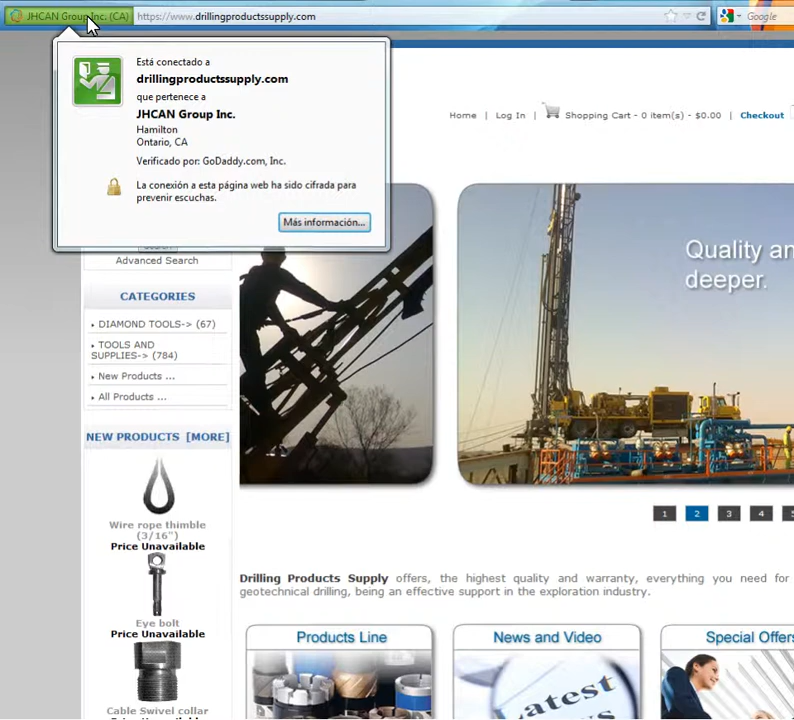 JHCAN Group Inc. (CA)
https://www.drillingproductssupply.com
Google
Está conectado a
drillingproductssupply.com
que pertenece a
JHCAN Group Inc.
Hamilton
Ontario, CA
Verificado por: GoDaddy.com, Inc.
La conexión a esta página web ha sido cifrada para
prevenir escuchas.
Más información...
Home | Log In | Shopping Cart - 0 item(s) - $0.00 | Checkout
Advanced Search
CATEGORIES
DIAMOND TOOLS-> (67)
TOOLS AND
SUPPLIES-> (784)
New Products ...
All Products ...
NEW PRODUCTS [MORE]
Wire rope thimble
(3/16")
Price Unavailable
Eye bolt
Price Unavailable
Cable Swivel collar
Quality an
deeper.
1 2 3 4 5
Drilling Products Supply offers, the highest quality and warranty, everything you need for
geotechnical drilling, being an effective support in the exploration industry.
Products Line
News and Video
Special Offers
Latest